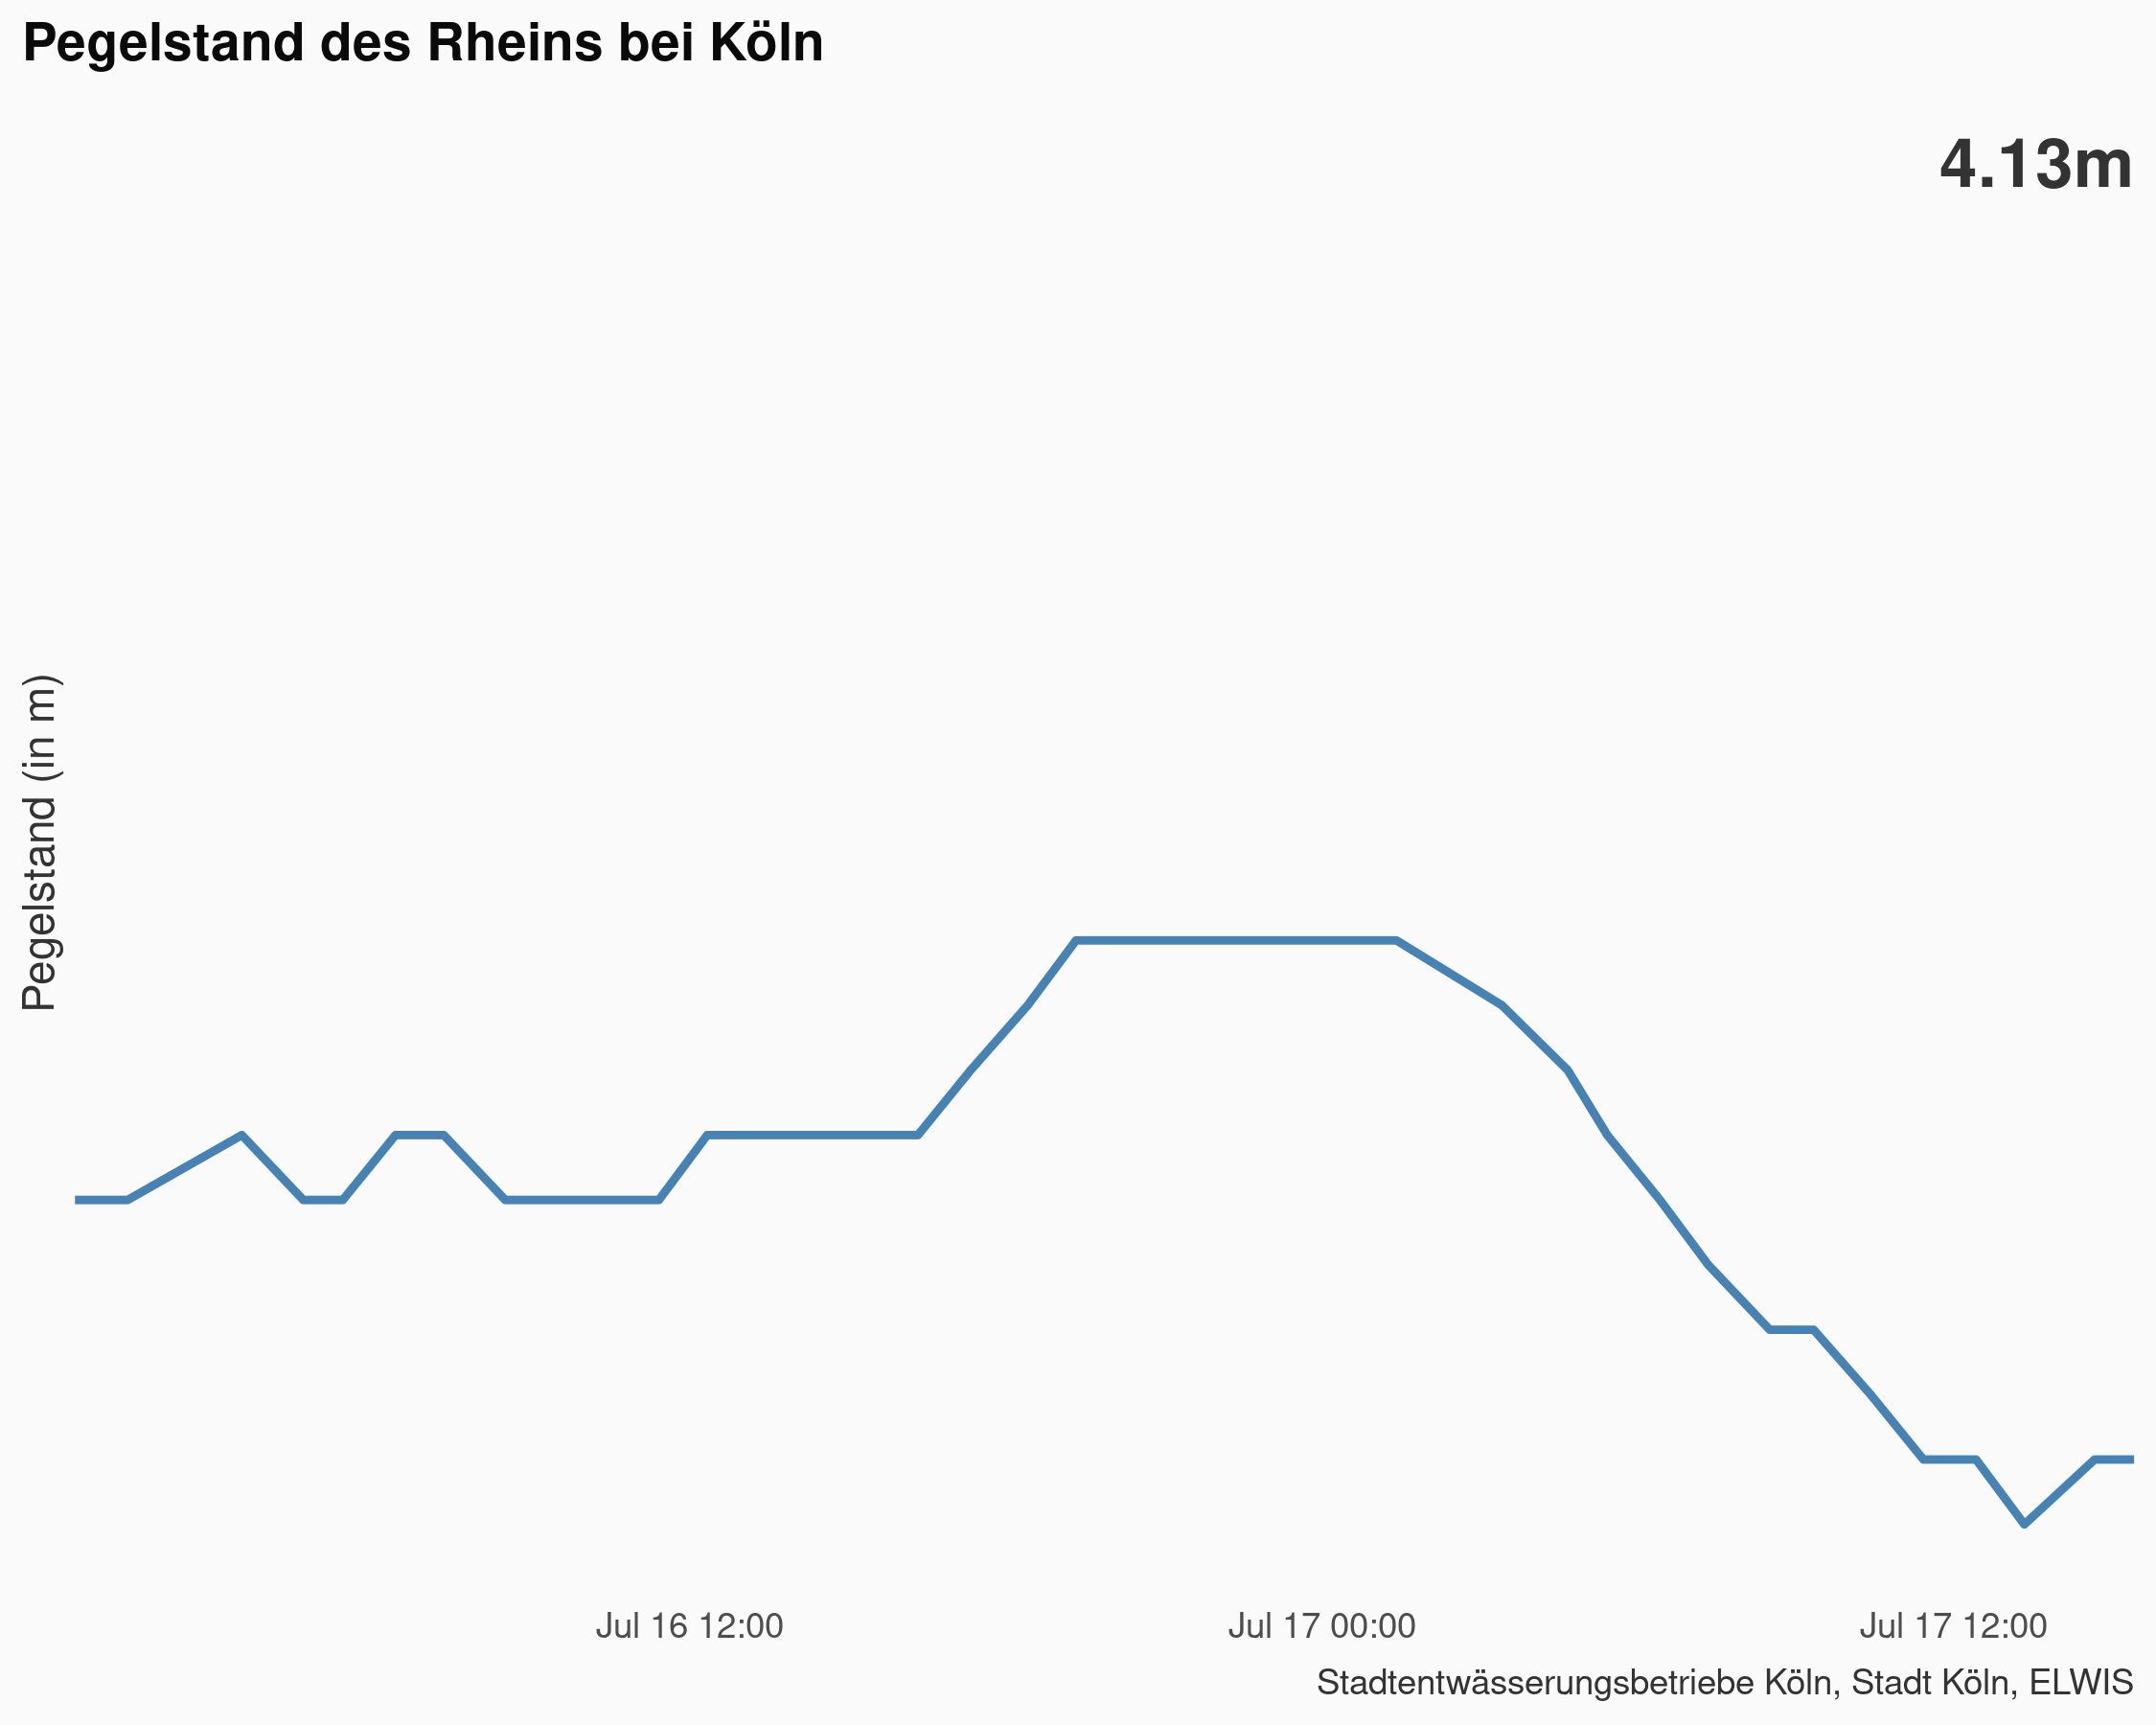 Pegelstand des Rheins bei Köln
4.13m
Pegelstand (in m)
Jul 16 12:00
Jul 17 00:00
Jul 17 12:00
Stadtentwässerungsbetriebe Köln, Stadt Köln, ELWIS